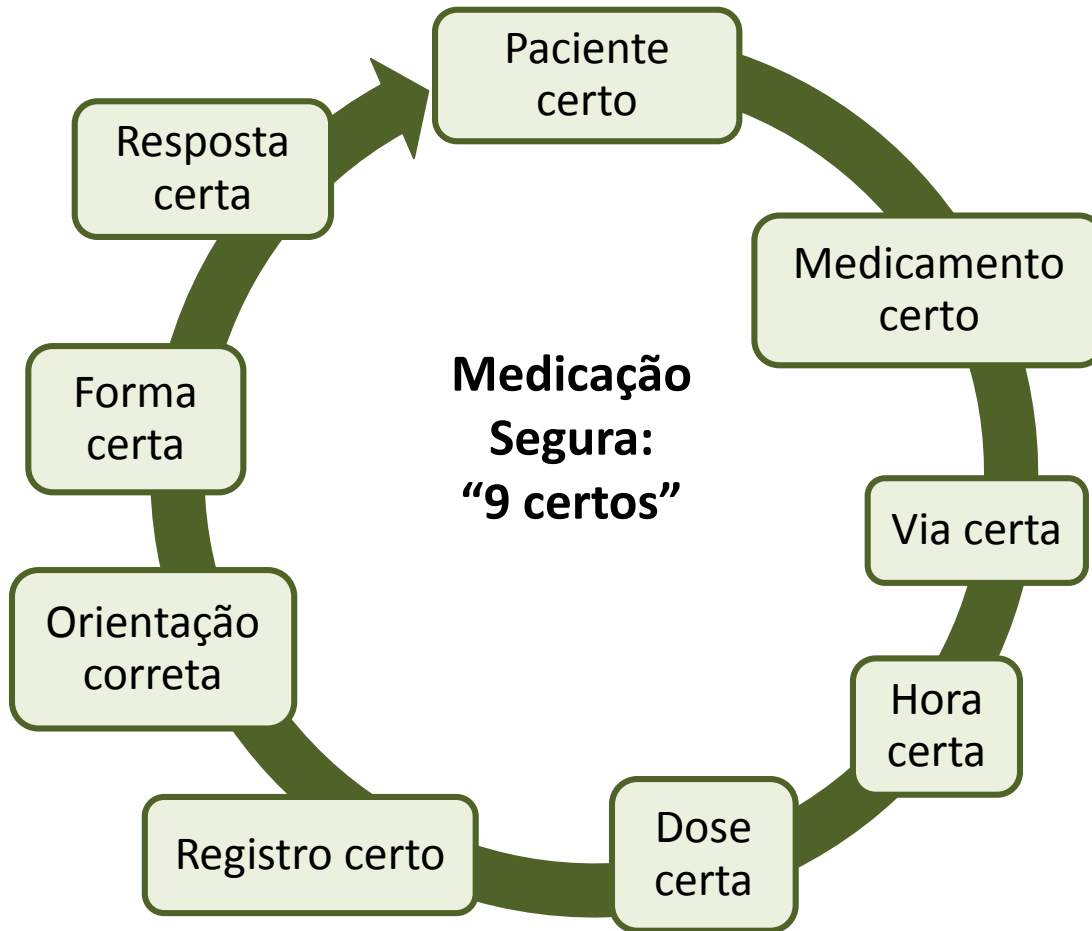 Paciente
certo
Medicamento
certo
Via certa
Hora
certa
Dose
certa
Registro certo
Orientação
correta
Forma
certa
Resposta
certa
Medicação
Segura:
“9 certos”